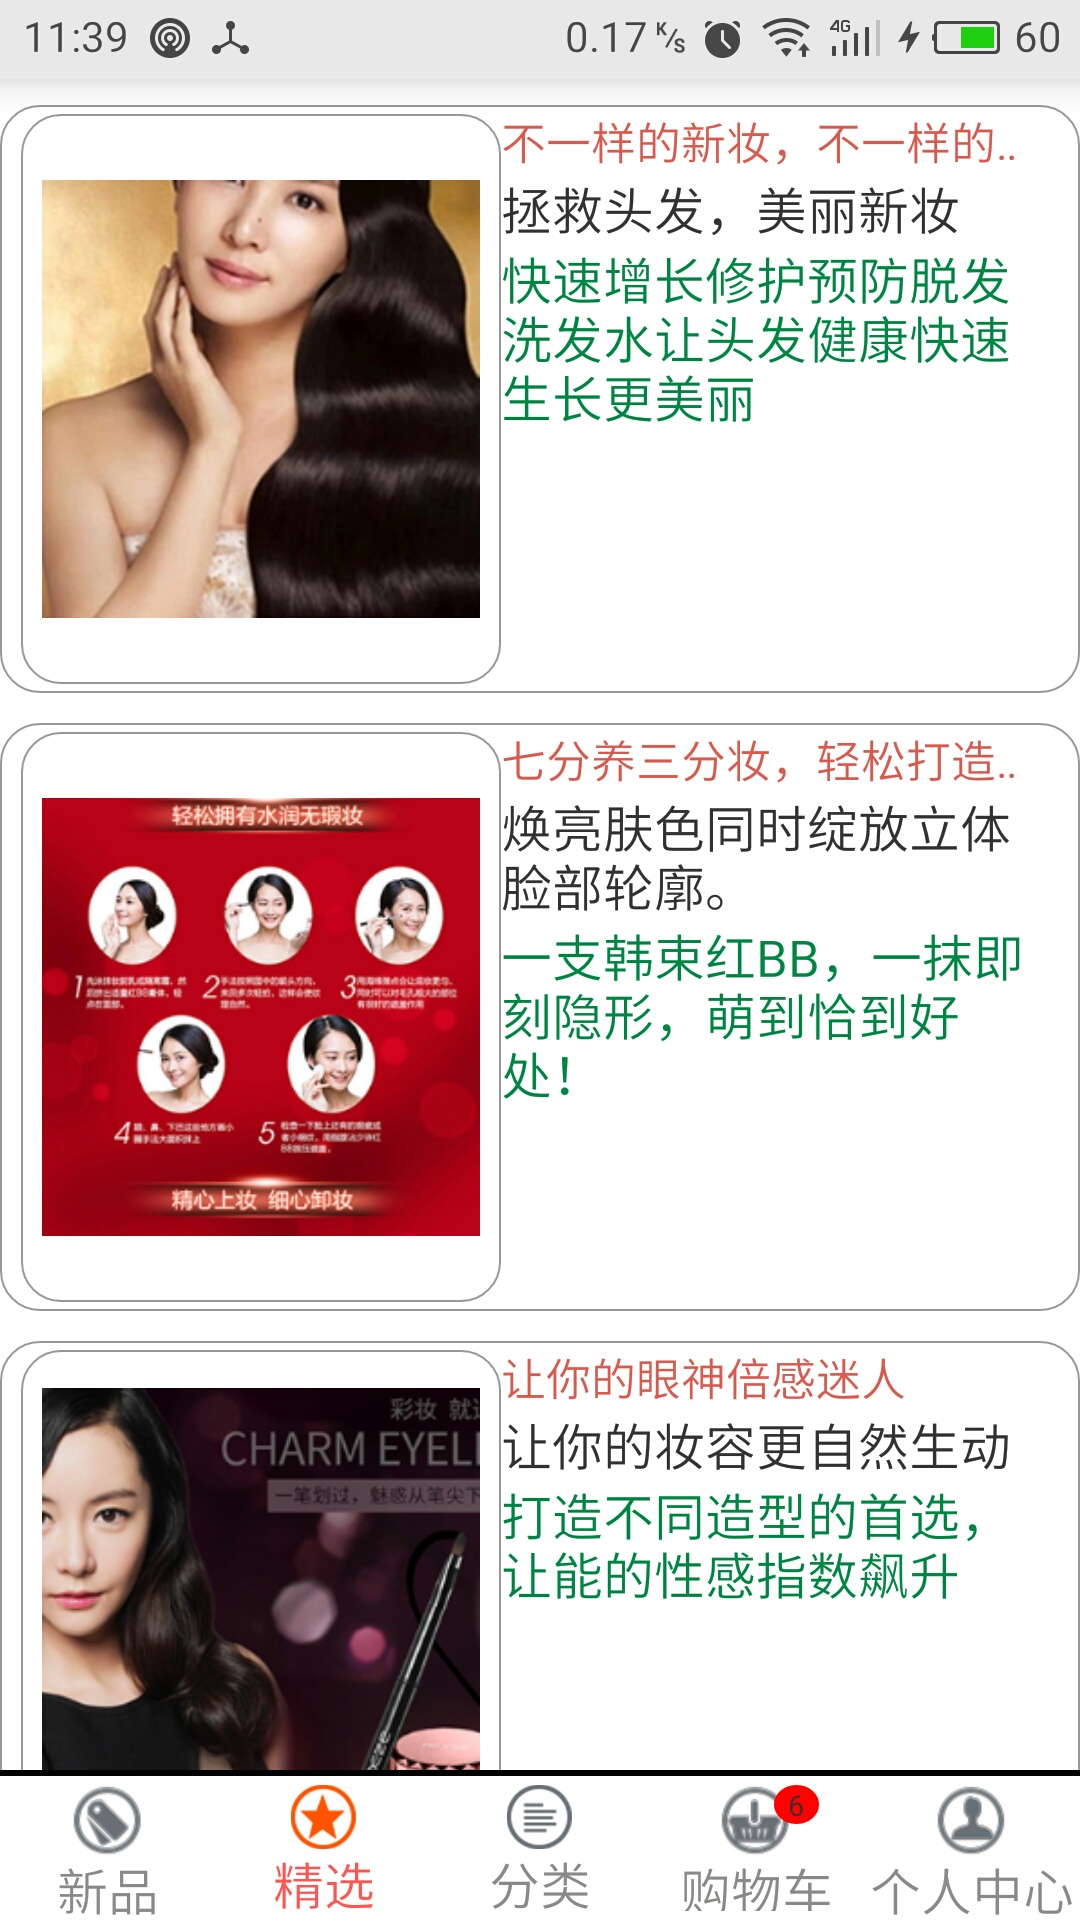 11:39
0.17 K/S
4G
60
不一样的新妆，不一样的..
拯救头发，美丽新妆
快速增长修护预防脱发
洗发水让头发健康快速
生长更美丽
七分养三分妆，轻松打造..
焕亮肤色同时绽放立体
脸部轮廓。
一支韩束红BB，一抹即
刻隐形，萌到恰到好
处！
轻松拥有水润无瑕妆
1
2
3
4
5
精心上妆 细心卸妆
让你的眼神倍感迷人
让你的妆容更自然生动
打造不同造型的首选，
让能的性感指数飙升
彩妆 就
CHARM EYEL
一笔划过，魅惑从笔尖下
6
新品
精选
分类
购物车
个人中心